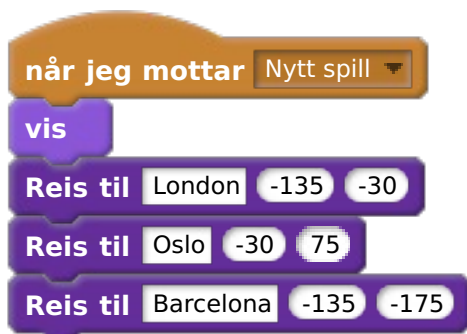 når jeg mottar Nytt spill
vis
Reis til London -135 -30
Reis til Oslo -30 75
Reis til Barcelona -135 -175